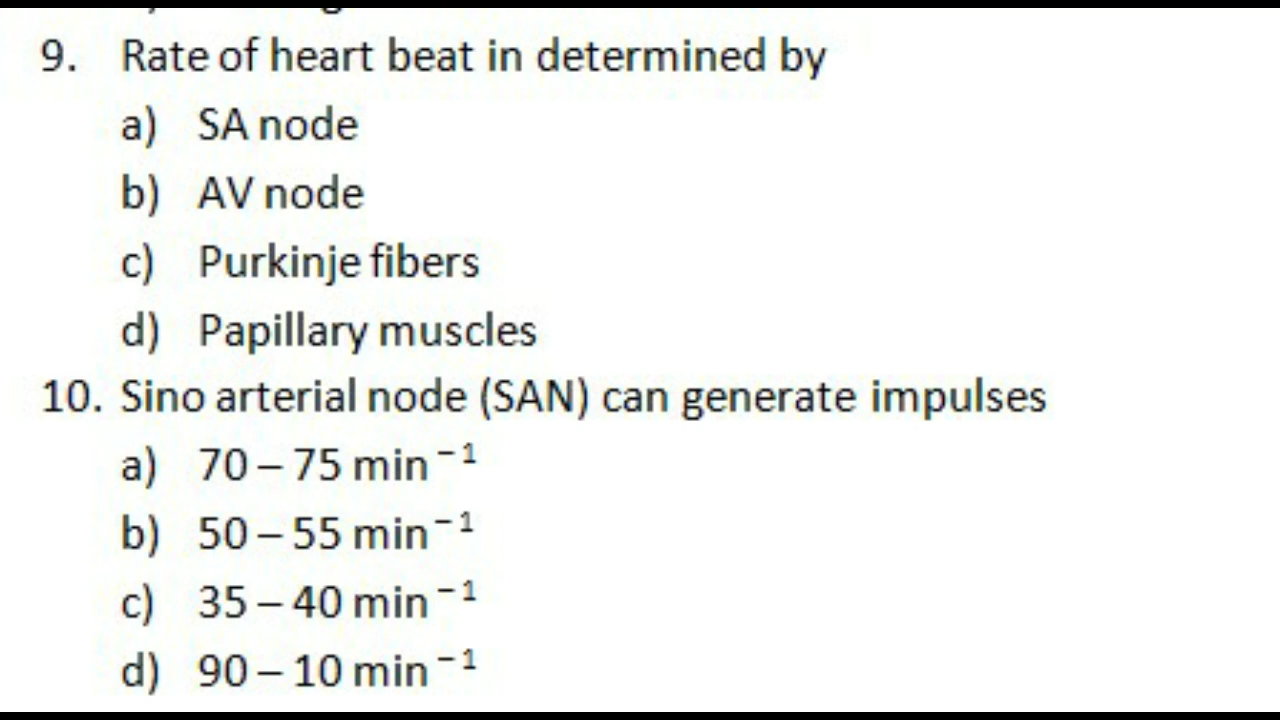 9. Rate of heart beat in determined by
a) SA node
b) AV node
c) Purkinje fibers
d) Papillary muscles
10. Sino arterial node (SAN) can generate impulses
a) 70 – 75 min⁻¹
b) 50 – 55 min⁻¹
c) 35 – 40 min⁻¹
d) 90 – 10 min⁻¹